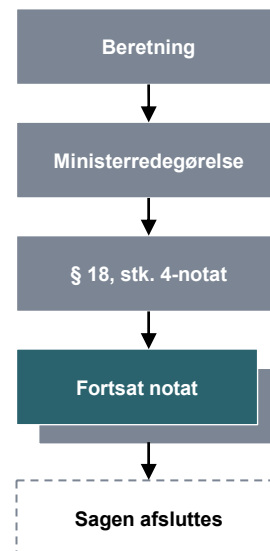 Beretning
Ministerredegørelse
§ 18, stk. 4-notat
Fortsat notat
Sagen afsluttes